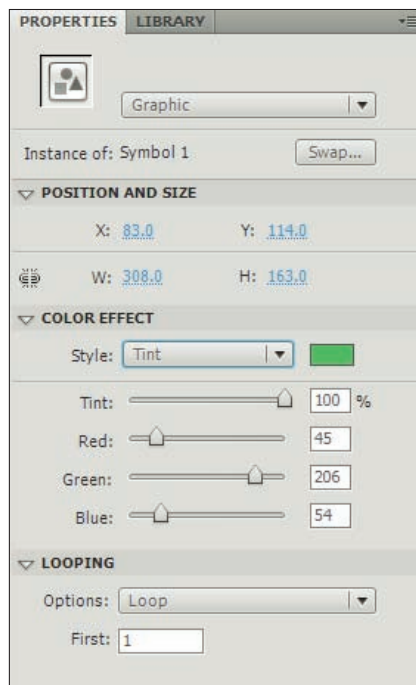 PROPERTIES LIBRARY
Graphic
Instance of: Symbol 1 Swap...
POSITION AND SIZE
X: 83.0 Y: 114.0
W: 308.0 H: 163.0
COLOR EFFECT
Style: Tint
Tint: 100 %
Red: 45
Green: 206
Blue: 54
LOOPING
Options: Loop
First: 1